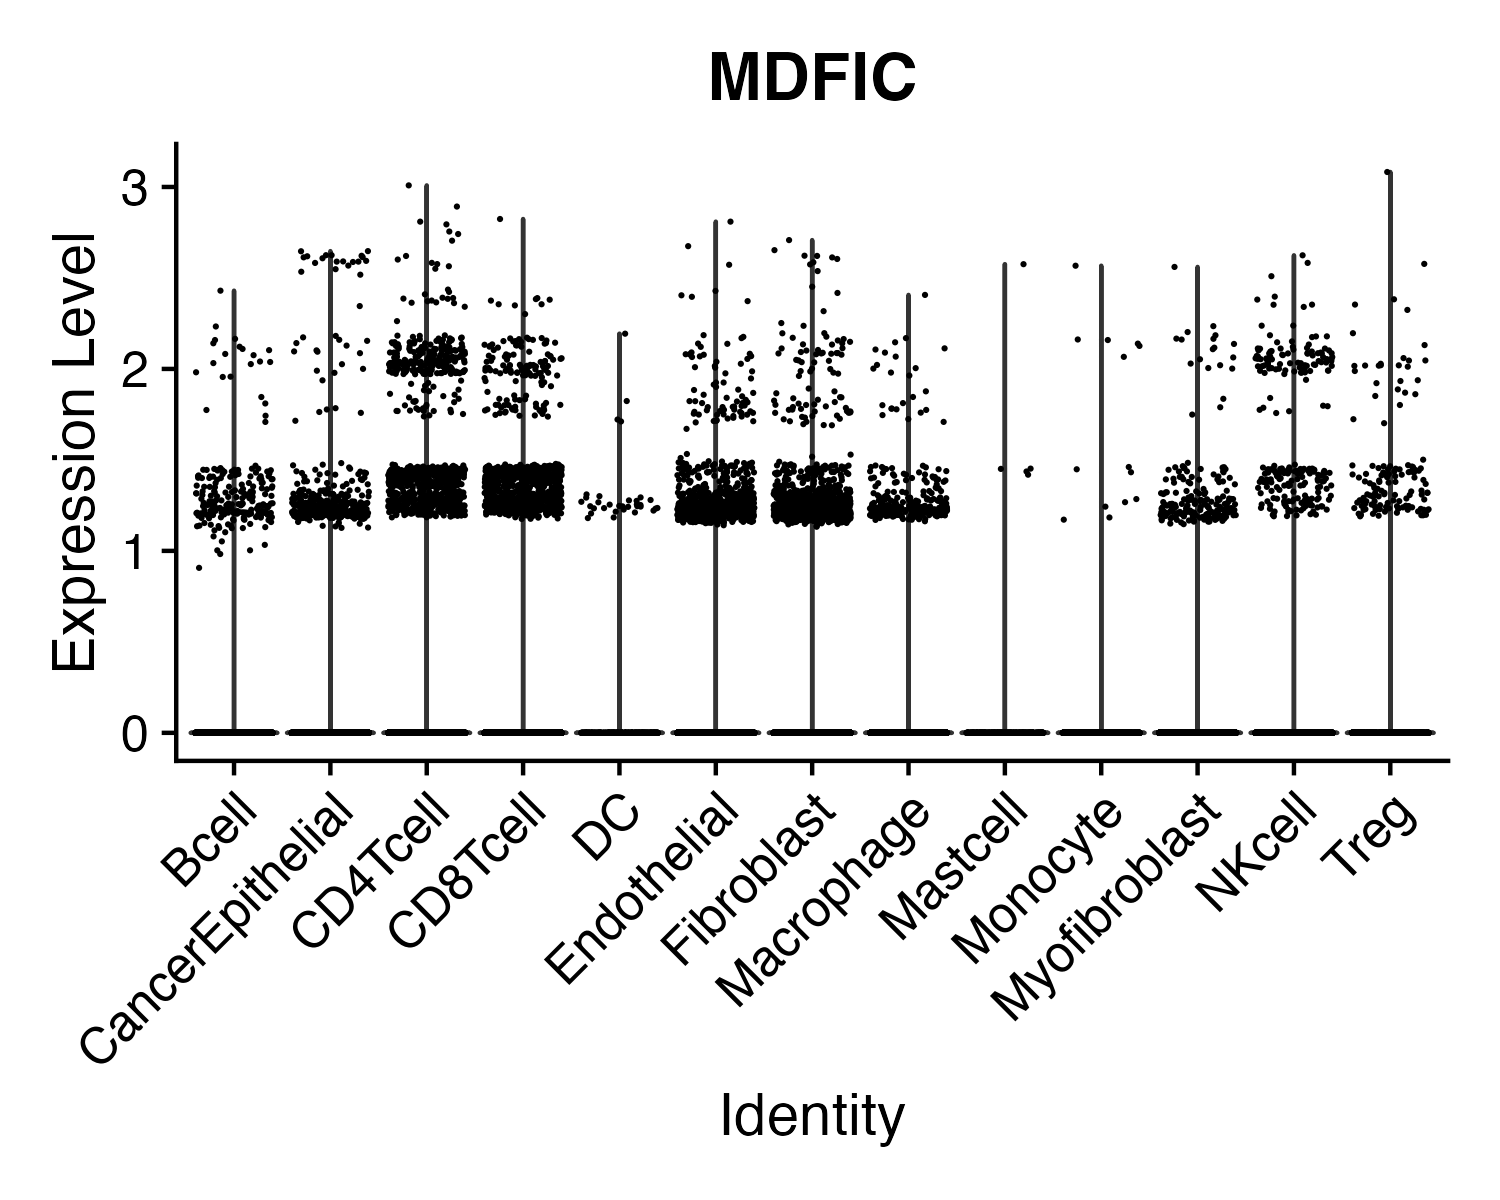 MDFIC
Expression Level
3
2
1
0
Bcell
CancerEpithelial
CD4Tcell
CD8Tcell
DC
Endothelial
Fibroblast
Macrophage
Mastcell
Monocyte
Myofibroblast
NKcell
Treg
Identity